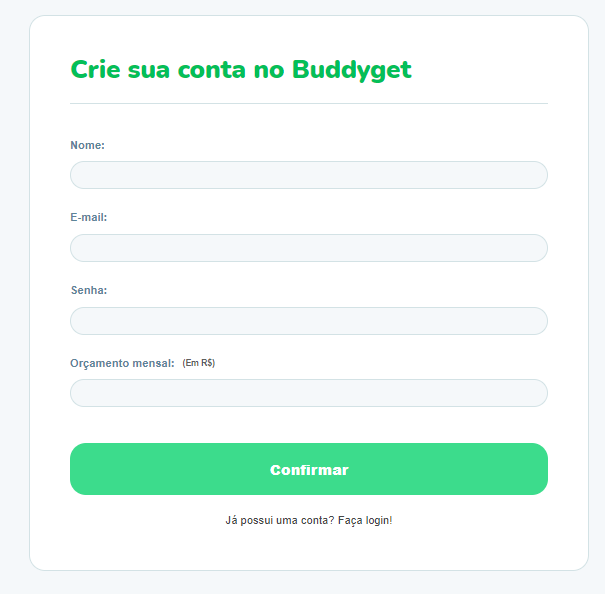 Crie sua conta no Buddyget
Nome:
E-mail:
Senha:
Orçamento mensal: (Em R$)
Confirmar
Já possui uma conta? Faça login!